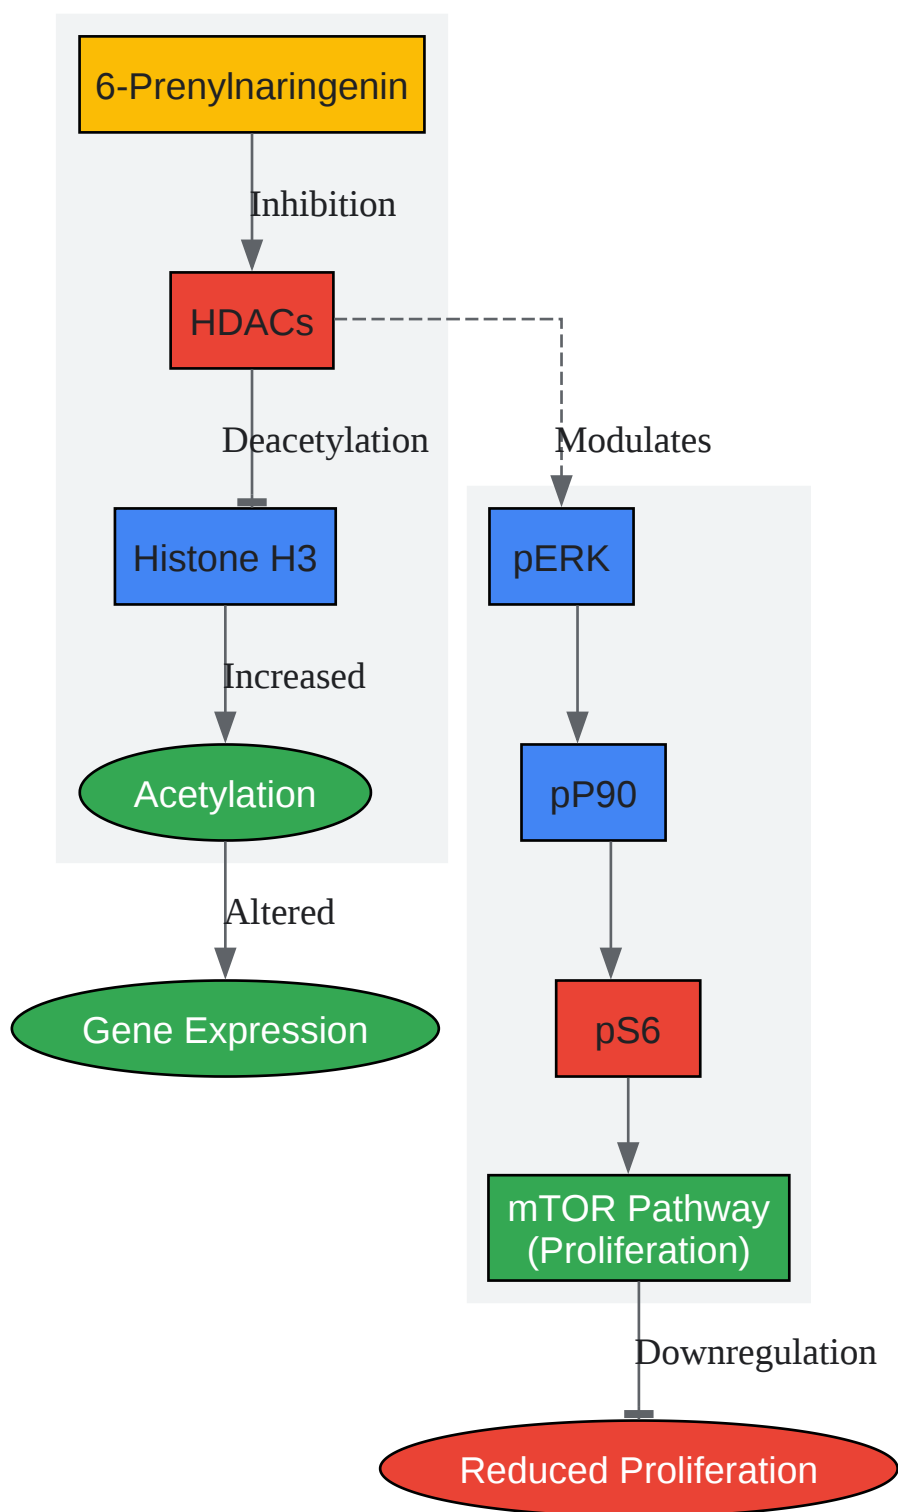 6-Prenylnaringenin
Inhibition
HDACs
Deacetylation
Modulates
Histone H3
pERK
Increased
Acetylation
pP90
Altered
Gene Expression
pS6
mTOR Pathway
(Proliferation)
Downregulation
Reduced Proliferation